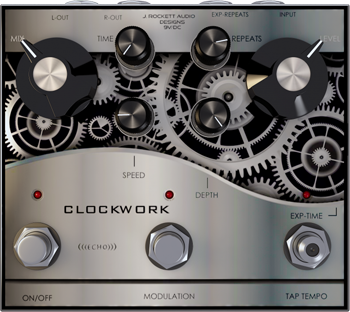 L-OUT
R-OUT
J. ROCKETT AUDIO
DESIGNS
9V DC
EXP-REPEATS
INPUT
MIX
TIME
REPEATS
LEVEL
SPEED
DEPTH
CLOCKWORK
EXP-TIME
(((ECHO)))
ON/OFF
MODULATION
TAP TEMPO